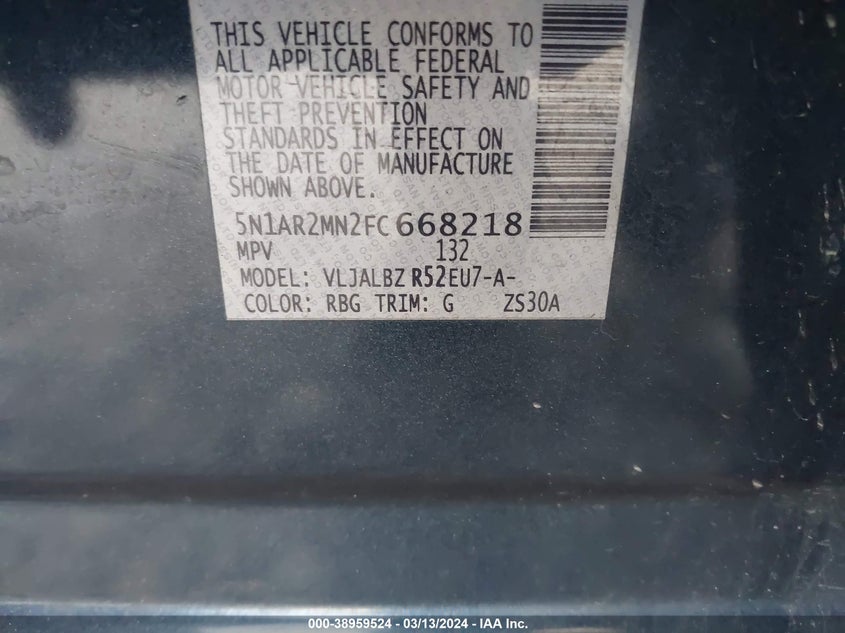 THIS VEHICLE CONFORMS TO
ALL APPLICABLE FEDERAL
MOTOR VEHICLE SAFETY AND
THEFT PREVENTION
STANDARDS IN EFFECT ON
THE DATE OF MANUFACTURE
SHOWN ABOVE.
5N1AR2MN2FC668218
MPV 132
MODEL: VLJALBZ R52EU7-A-
COLOR: RBG TRIM: G ZS30A
000-38959524 — 03/13/2024 — IAA Inc.